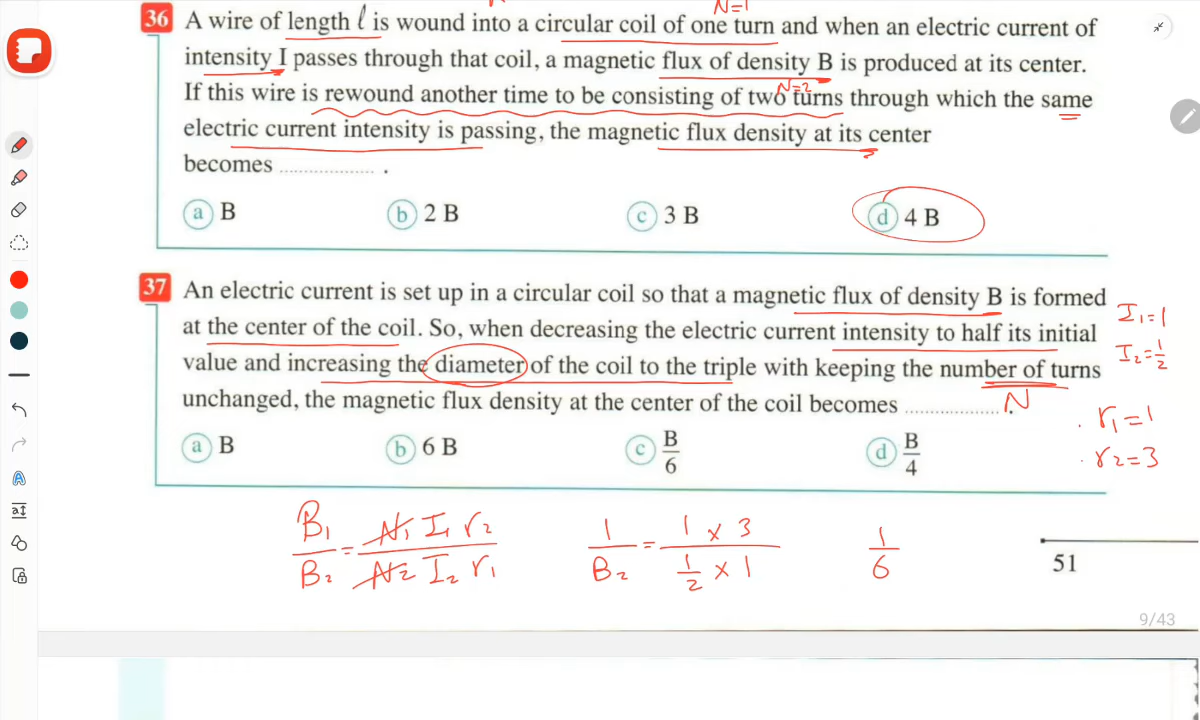 N=1
36 A wire of length ℓ is wound into a circular coil of one turn and when an electric current of
intensity I passes through that coil, a magnetic flux of density B is produced at its center.
N=2
If this wire is rewound another time to be consisting of two turns through which the same
electric current intensity is passing, the magnetic flux density at its center
becomes .................... .
a B b 2 B c 3 B d 4 B
37 An electric current is set up in a circular coil so that a magnetic flux of density B is formed
I₁=1
at the center of the coil. So, when decreasing the electric current intensity to half its initial
I₂=1/2
value and increasing the diameter of the coil to the triple with keeping the number of turns
unchanged, the magnetic flux density at the center of the coil becomes .................... .
N
r₁=1
a B b 6 B c B/6 d B/4
r₂=3
B₁/B₂ = N₁ I₁ r₂ / N₂ I₂ r₁
1/B₂ = 1 x 3 / 1/2 x 1
1/6
51
9/43